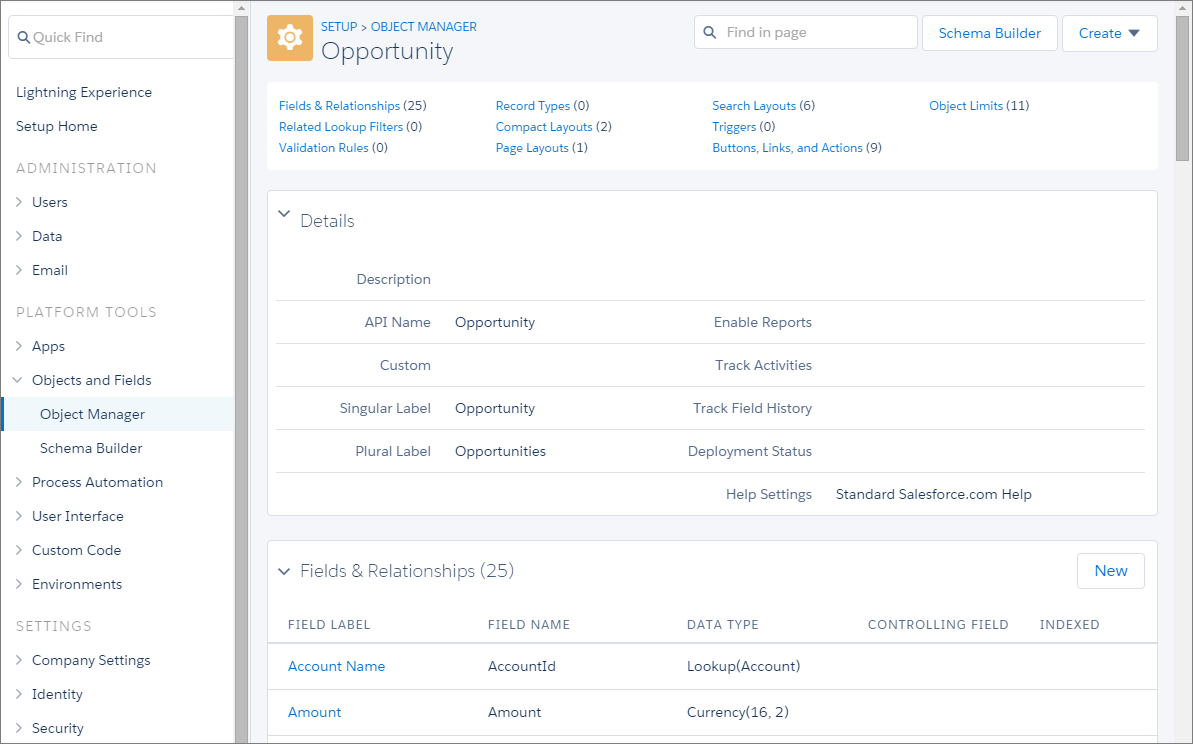 Quick Find
Lightning Experience
Setup Home
ADMINISTRATION
Users
Data
Email
PLATFORM TOOLS
Apps
Objects and Fields
Object Manager
Schema Builder
Process Automation
User Interface
Custom Code
Environments
SETTINGS
Company Settings
Identity
Security
SETUP > OBJECT MANAGER
Opportunity
Find in page
Schema Builder
Create
Fields & Relationships (25)
Related Lookup Filters (0)
Validation Rules (0)
Record Types (0)
Compact Layouts (2)
Page Layouts (1)
Search Layouts (6)
Triggers (0)
Buttons, Links, and Actions (9)
Object Limits (11)
Details
Description
API Name Opportunity Enable Reports
Custom Track Activities
Singular Label Opportunity Track Field History
Plural Label Opportunities Deployment Status
Help Settings Standard Salesforce.com Help
Fields & Relationships (25)
New
FIELD LABEL FIELD NAME DATA TYPE CONTROLLING FIELD INDEXED
Account Name AccountId Lookup(Account)
Amount Amount Currency(16, 2)